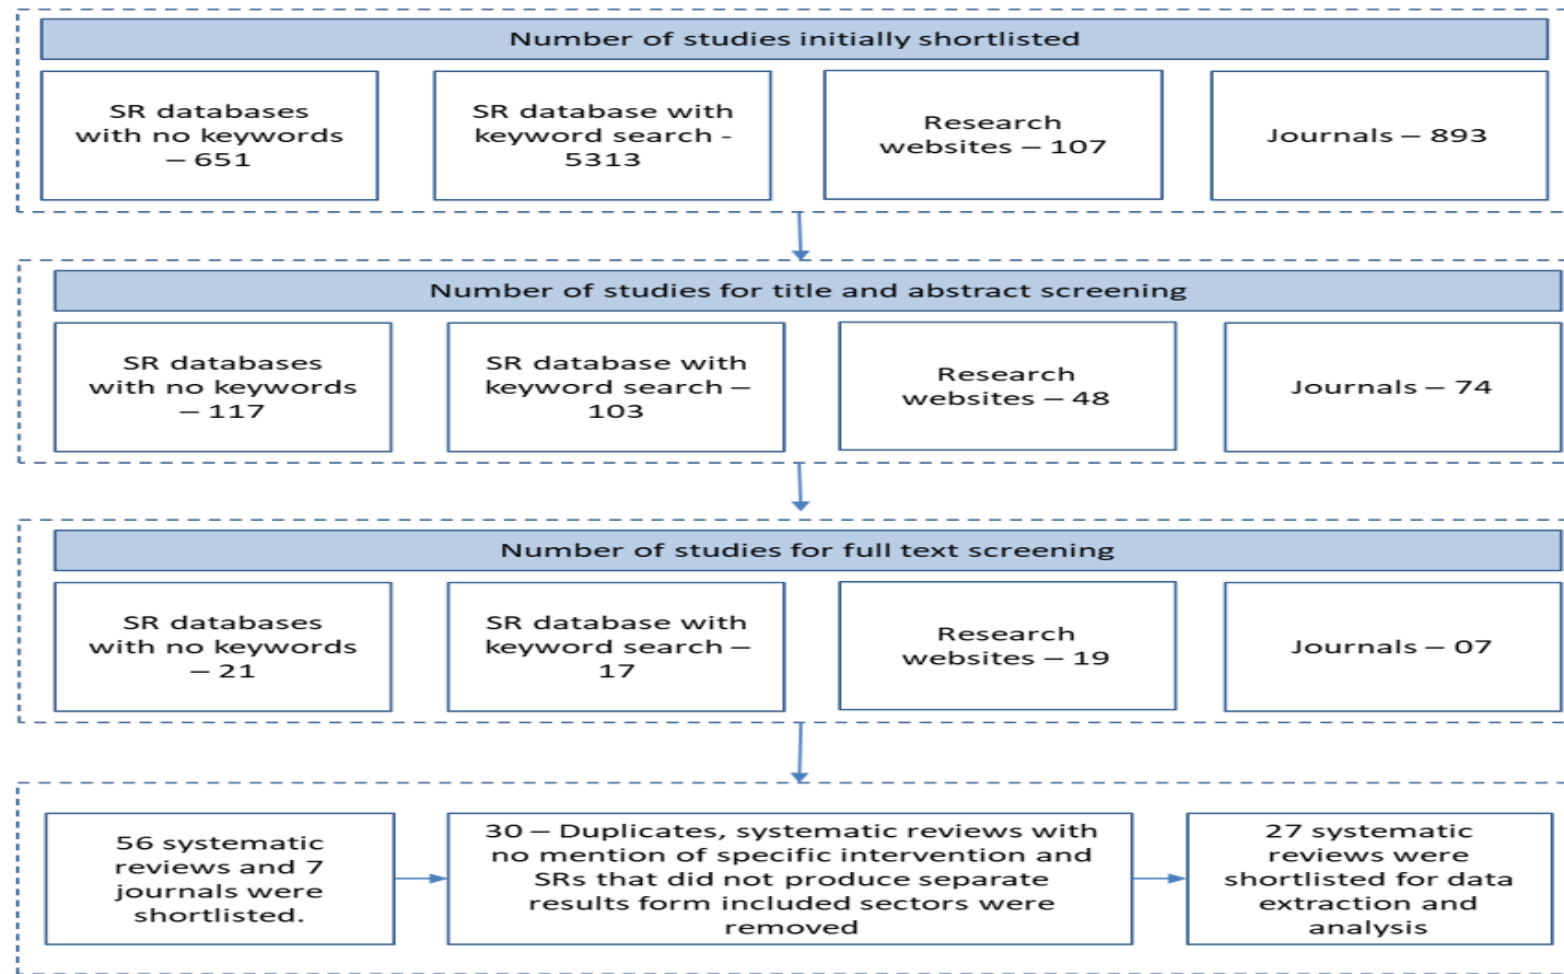 Number of studies initially shortlisted
SR databases
with no keywords
– 651
SR database with
keyword search -
5313
Research
websites – 107
Journals – 893
Number of studies for title and abstract screening
SR databases
with no keywords
– 117
SR database with
keyword search –
103
Research
websites – 48
Journals – 74
Number of studies for full text screening
SR databases
with no keywords
– 21
SR database with
keyword search –
17
Research
websites – 19
Journals – 07
56 systematic
reviews and 7
journals were
shortlisted.
30 – Duplicates, systematic reviews with
no mention of specific intervention and
SRs that did not produce separate
results form included sectors were
removed
27 systematic
reviews were
shortlisted for data
extraction and
analysis